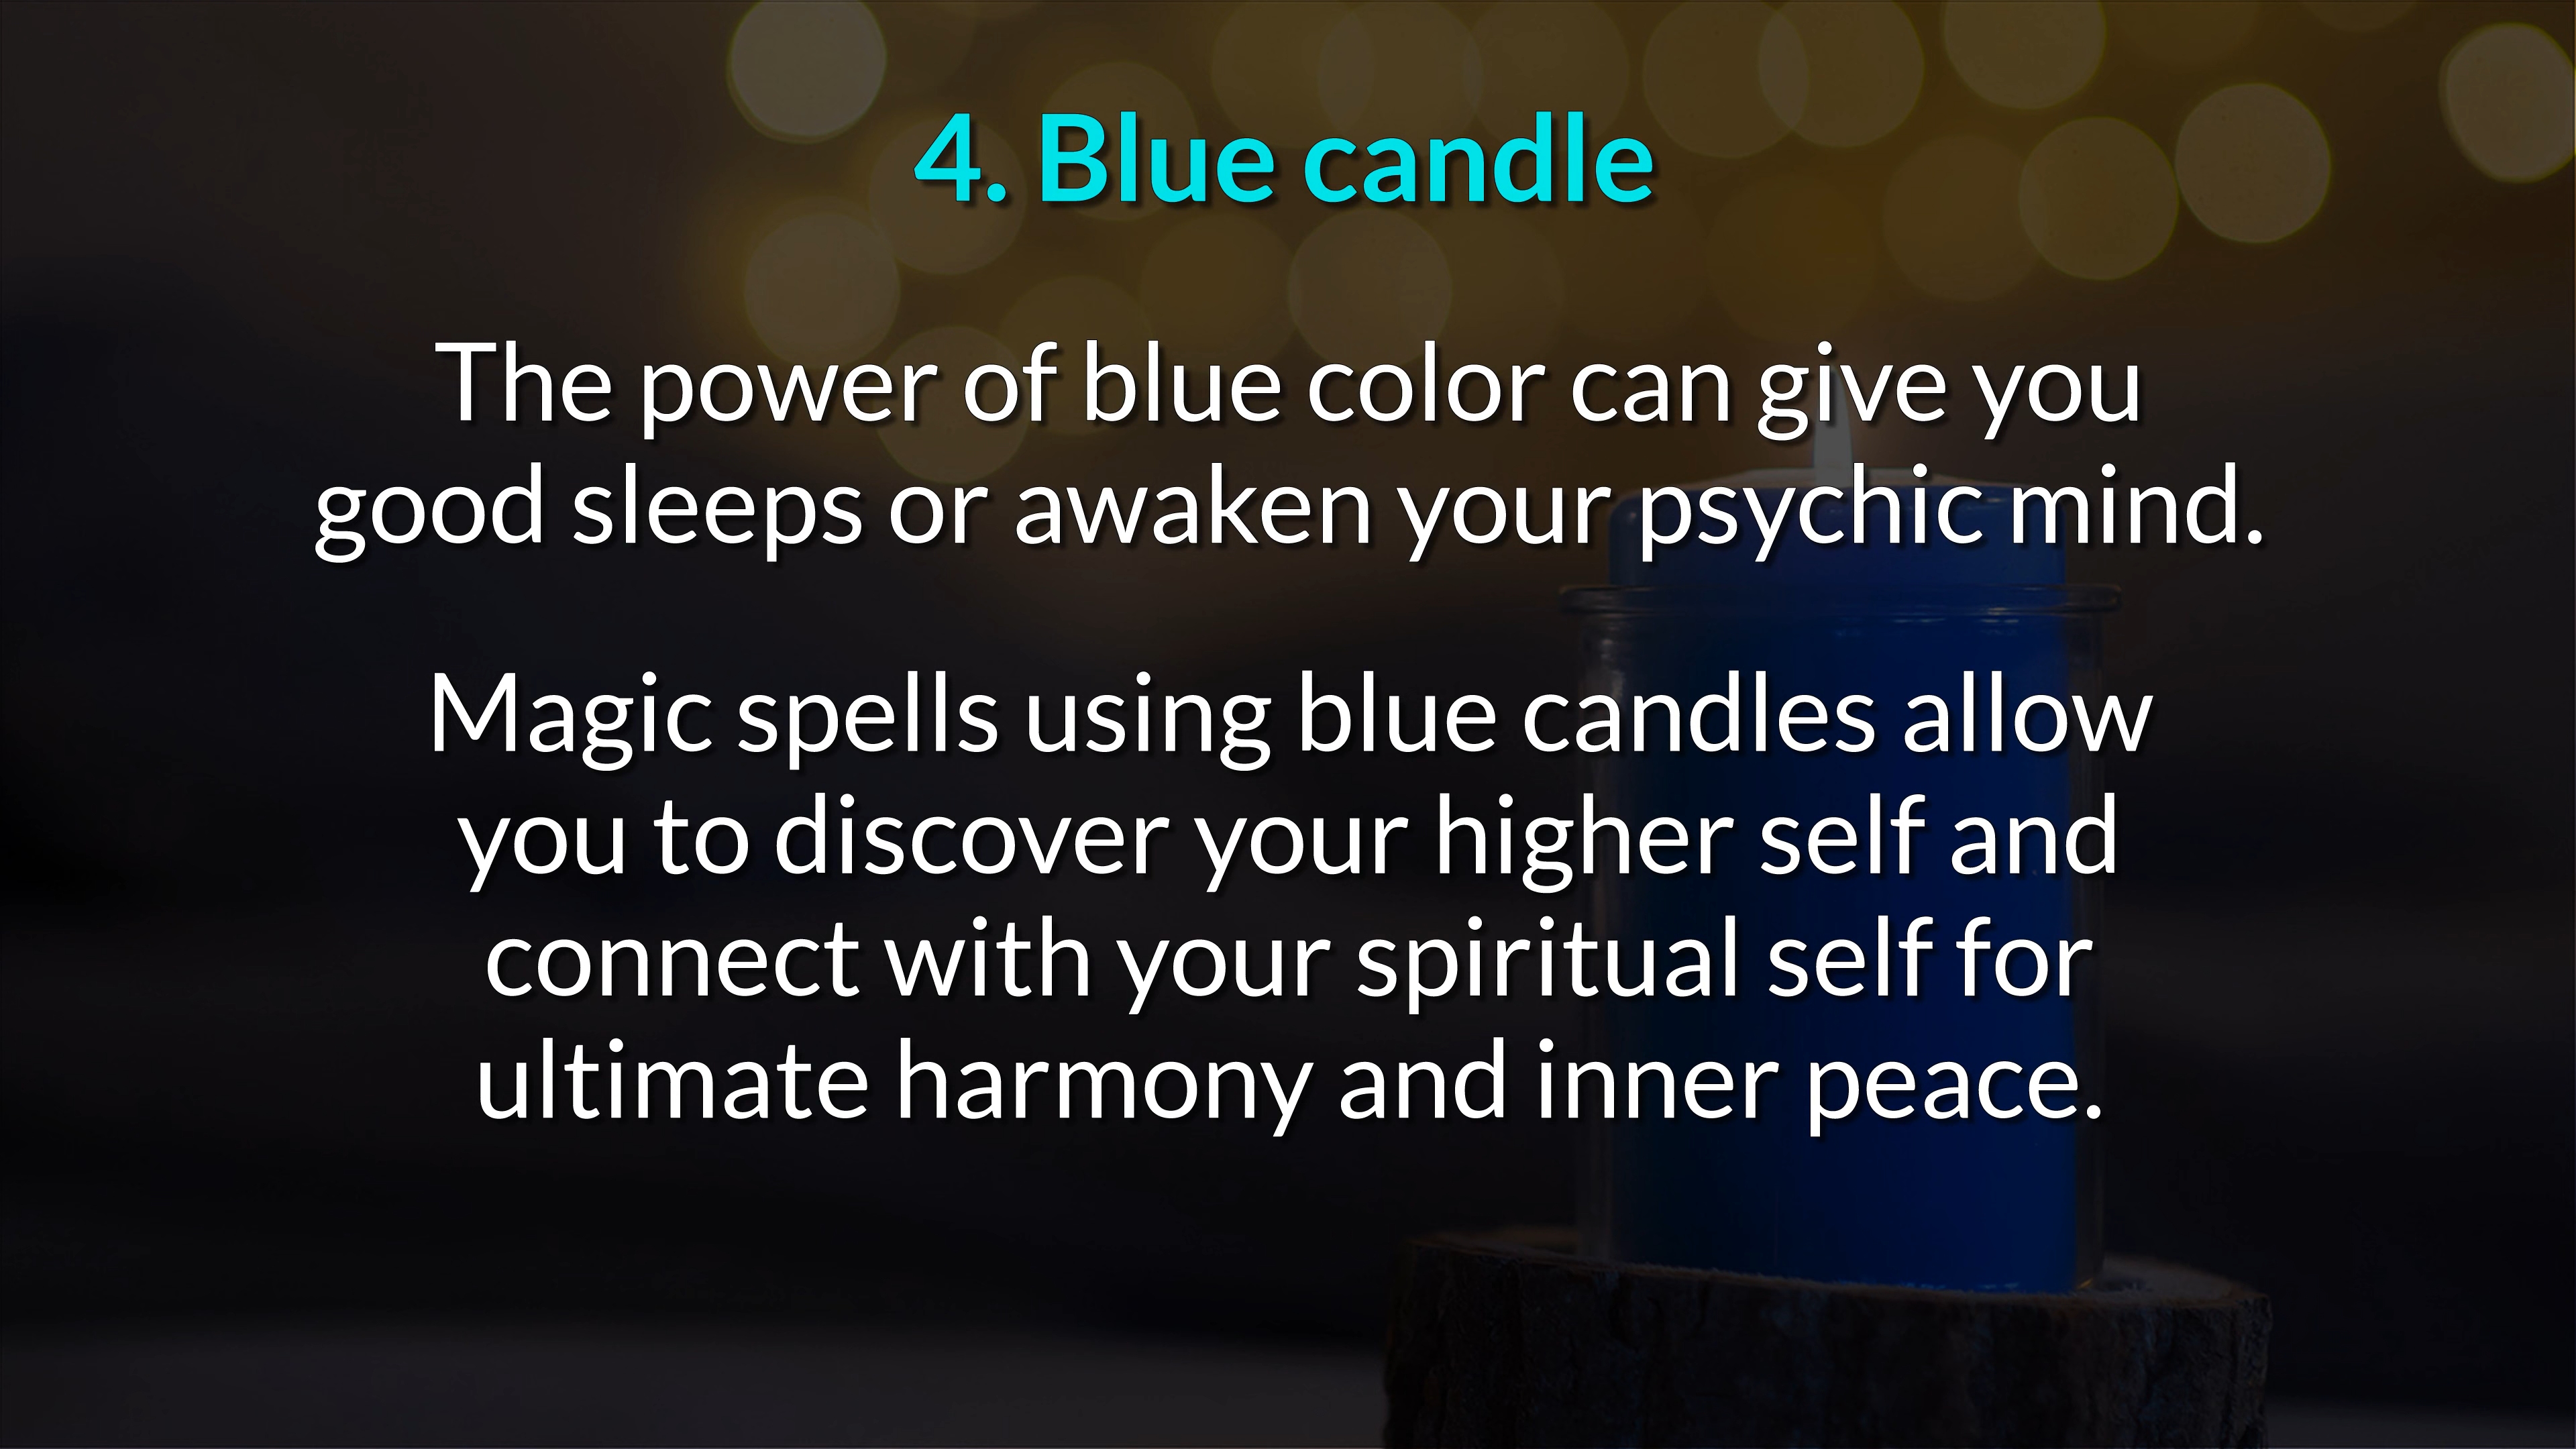 4. Blue candle
The power of blue color can give you
good sleeps or awaken your psychic mind.
Magic spells using blue candles allow
you to discover your higher self and
connect with your spiritual self for
ultimate harmony and inner peace.